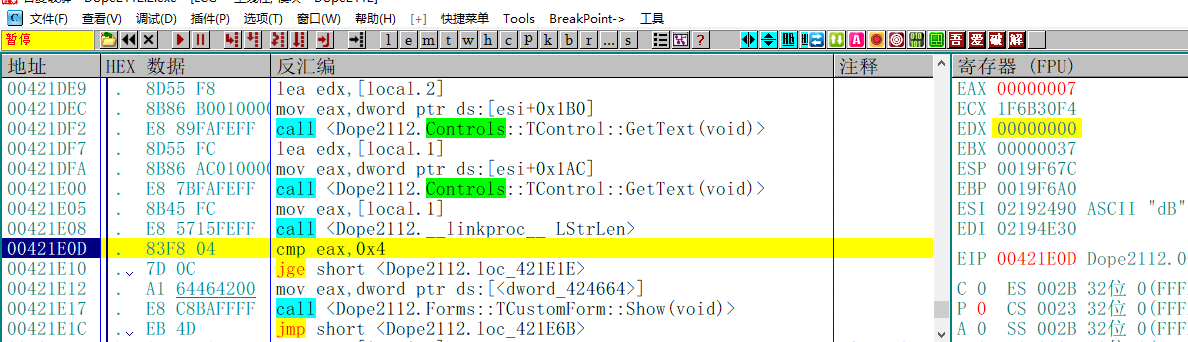 文件(F) 查看(V) 调试(D) 插件(P) 选项(T) 窗口(W) 帮助(H) [+] 快捷菜单 Tools BreakPoint-> 工具
暂停 l e m t w h c p k b r ... s ? 吾 爱 破 解
地址 HEX 数据 反汇编 注释 寄存器 (FPU)
00421DE9 . 8D55 F8 lea edx,[local.2] EAX 00000007
00421DEC . 8B86 B0010000 mov eax,dword ptr ds:[esi+0x1B0] ECX 1F6B30F4
00421DF2 . E8 89FAFEFF call <Dope2112.Controls::TControl::GetText(void)> EDX 00000000
00421DF7 . 8D55 FC lea edx,[local.1] EBX 00000037
00421DFA . 8B86 AC010000 mov eax,dword ptr ds:[esi+0x1AC] ESP 0019F67C
00421E00 . E8 7BFAFEFF call <Dope2112.Controls::TControl::GetText(void)> EBP 0019F6A0
00421E05 . 8B45 FC mov eax,[local.1] ESI 02192490 ASCII "dB"
00421E08 . E8 5715FEFF call <Dope2112.__linkproc__ LStrLen> EDI 02194E30
00421E0D . 83F8 04 cmp eax,0x4
00421E10 . 7D 0C jge short <Dope2112.loc_421E1E> EIP 00421E0D Dope2112.0
00421E12 . A1 64464200 mov eax,dword ptr ds:[<dword_424664>] C 0 ES 002B 32位 0(FFF
00421E17 . E8 C8BAFFFF call <Dope2112.Forms::TCustomForm::Show(void)> P 0 CS 0023 32位 0(FFF
00421E1C . EB 4D jmp short <Dope2112.loc_421E6B> A 0 SS 002B 32位 0(FFF